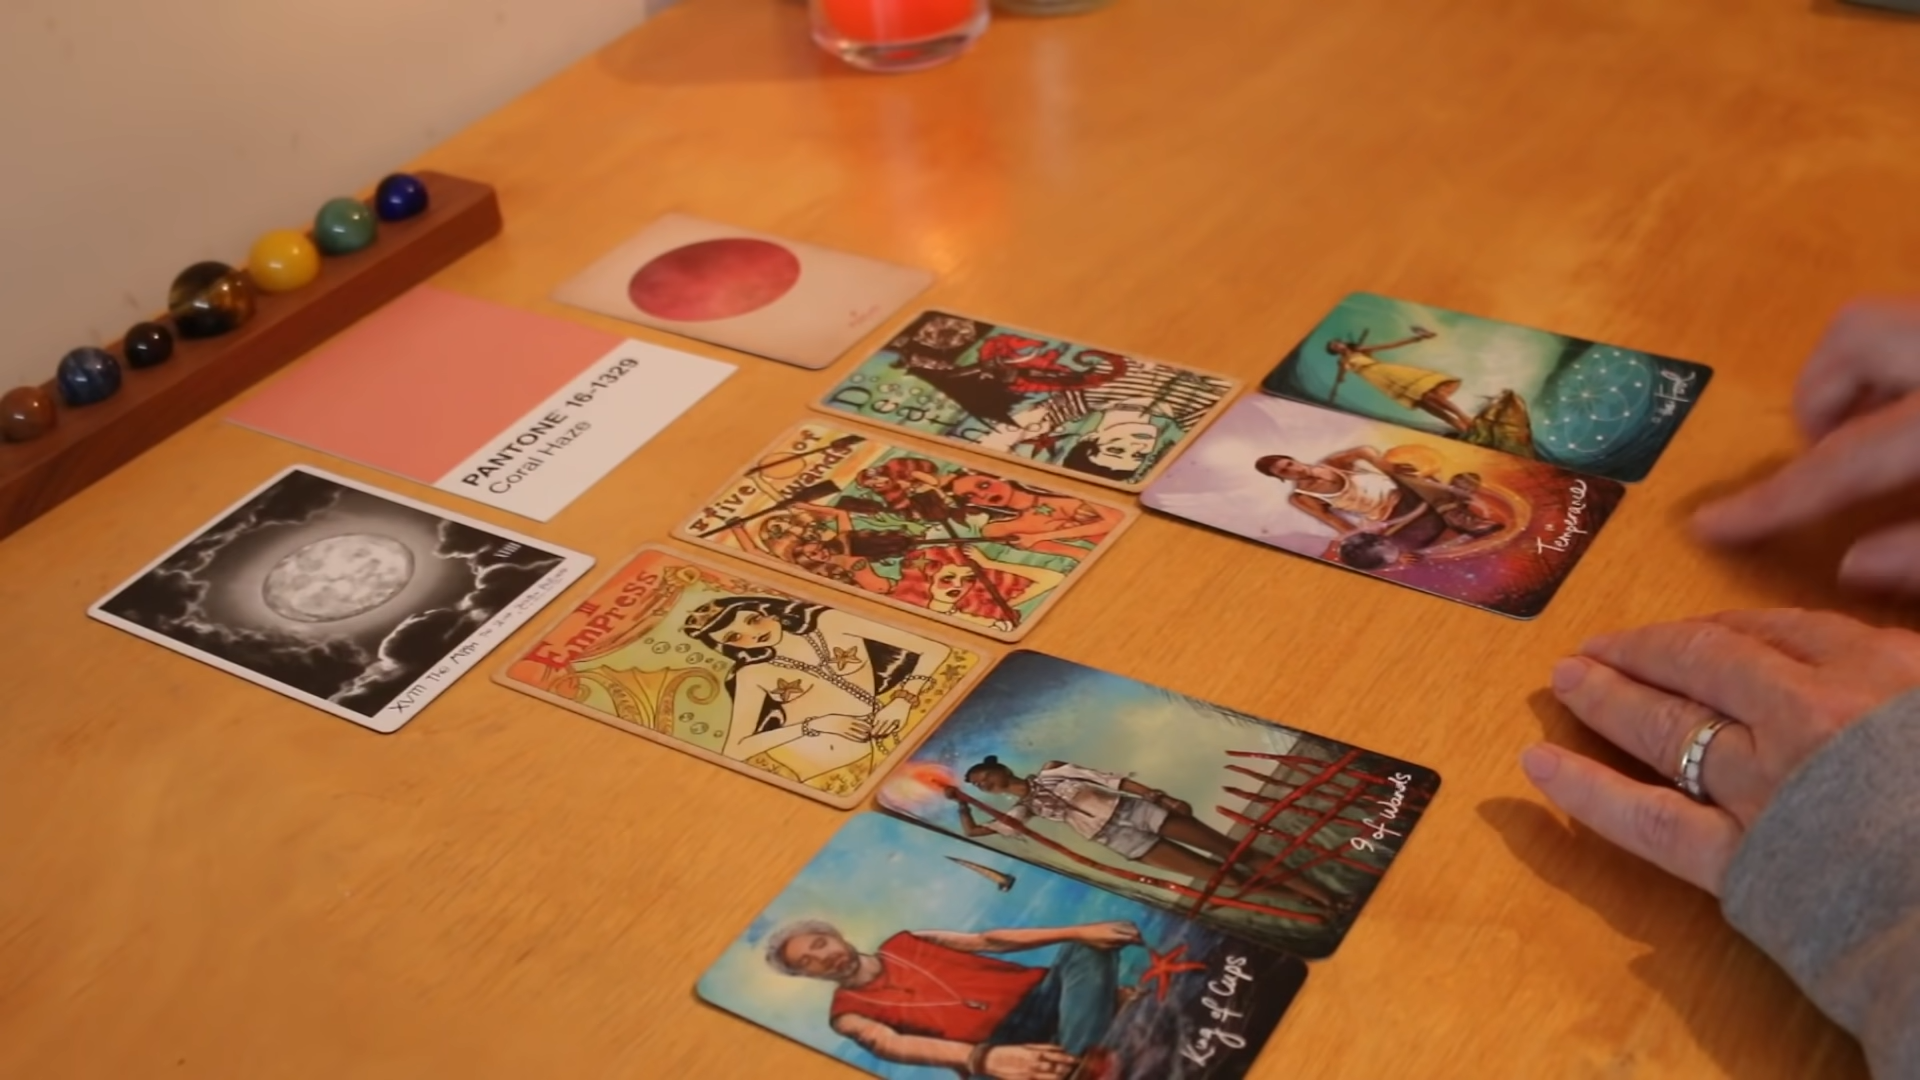 PANTONE 16-1329
Coral Haze
XVIII The Moon
Death
five of
wands
III
Empress
the Fool
Temperance
9 of Wands
King of Cups